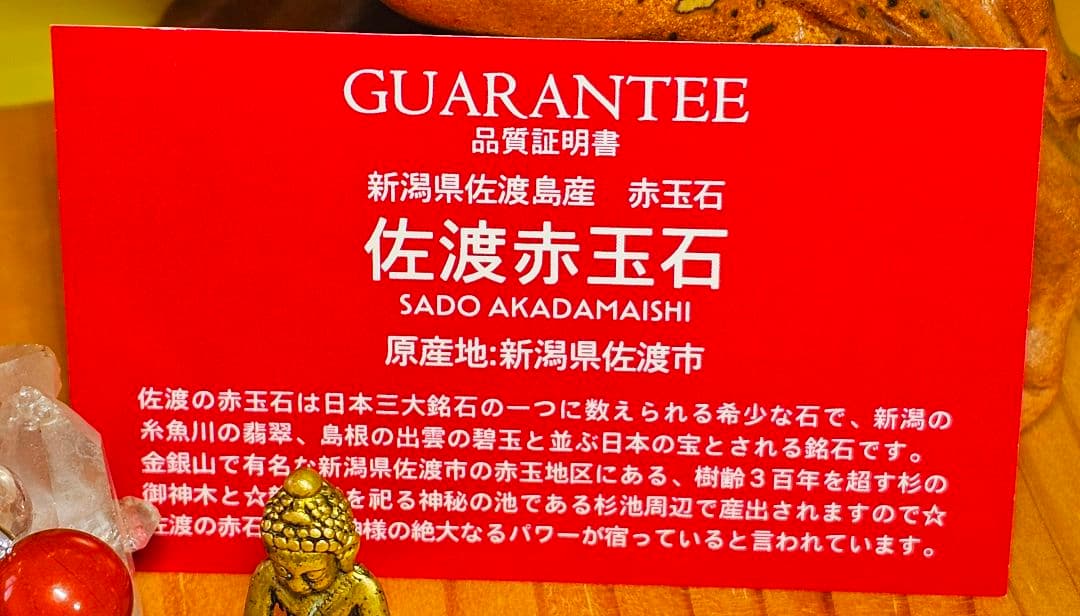 GUARANTEE
品質証明書
新潟県佐渡島産 赤玉石
佐渡赤玉石
SADO AKADAMAISHI
原産地:新潟県佐渡市
佐渡の赤玉石は日本三大銘石の一つに数えられる希少な石で、新潟の
糸魚川の翡翠、島根の出雲の碧玉と並ぶ日本の宝とされる銘石です。
金銀山で有名な新潟県佐渡市の赤玉地区にある、樹齢3百年を超す杉の
御神木と☆を祀る神秘の池である杉池周辺で産出されますので☆
佐渡の赤石神様の絶大なるパワーが宿っていると言われています。